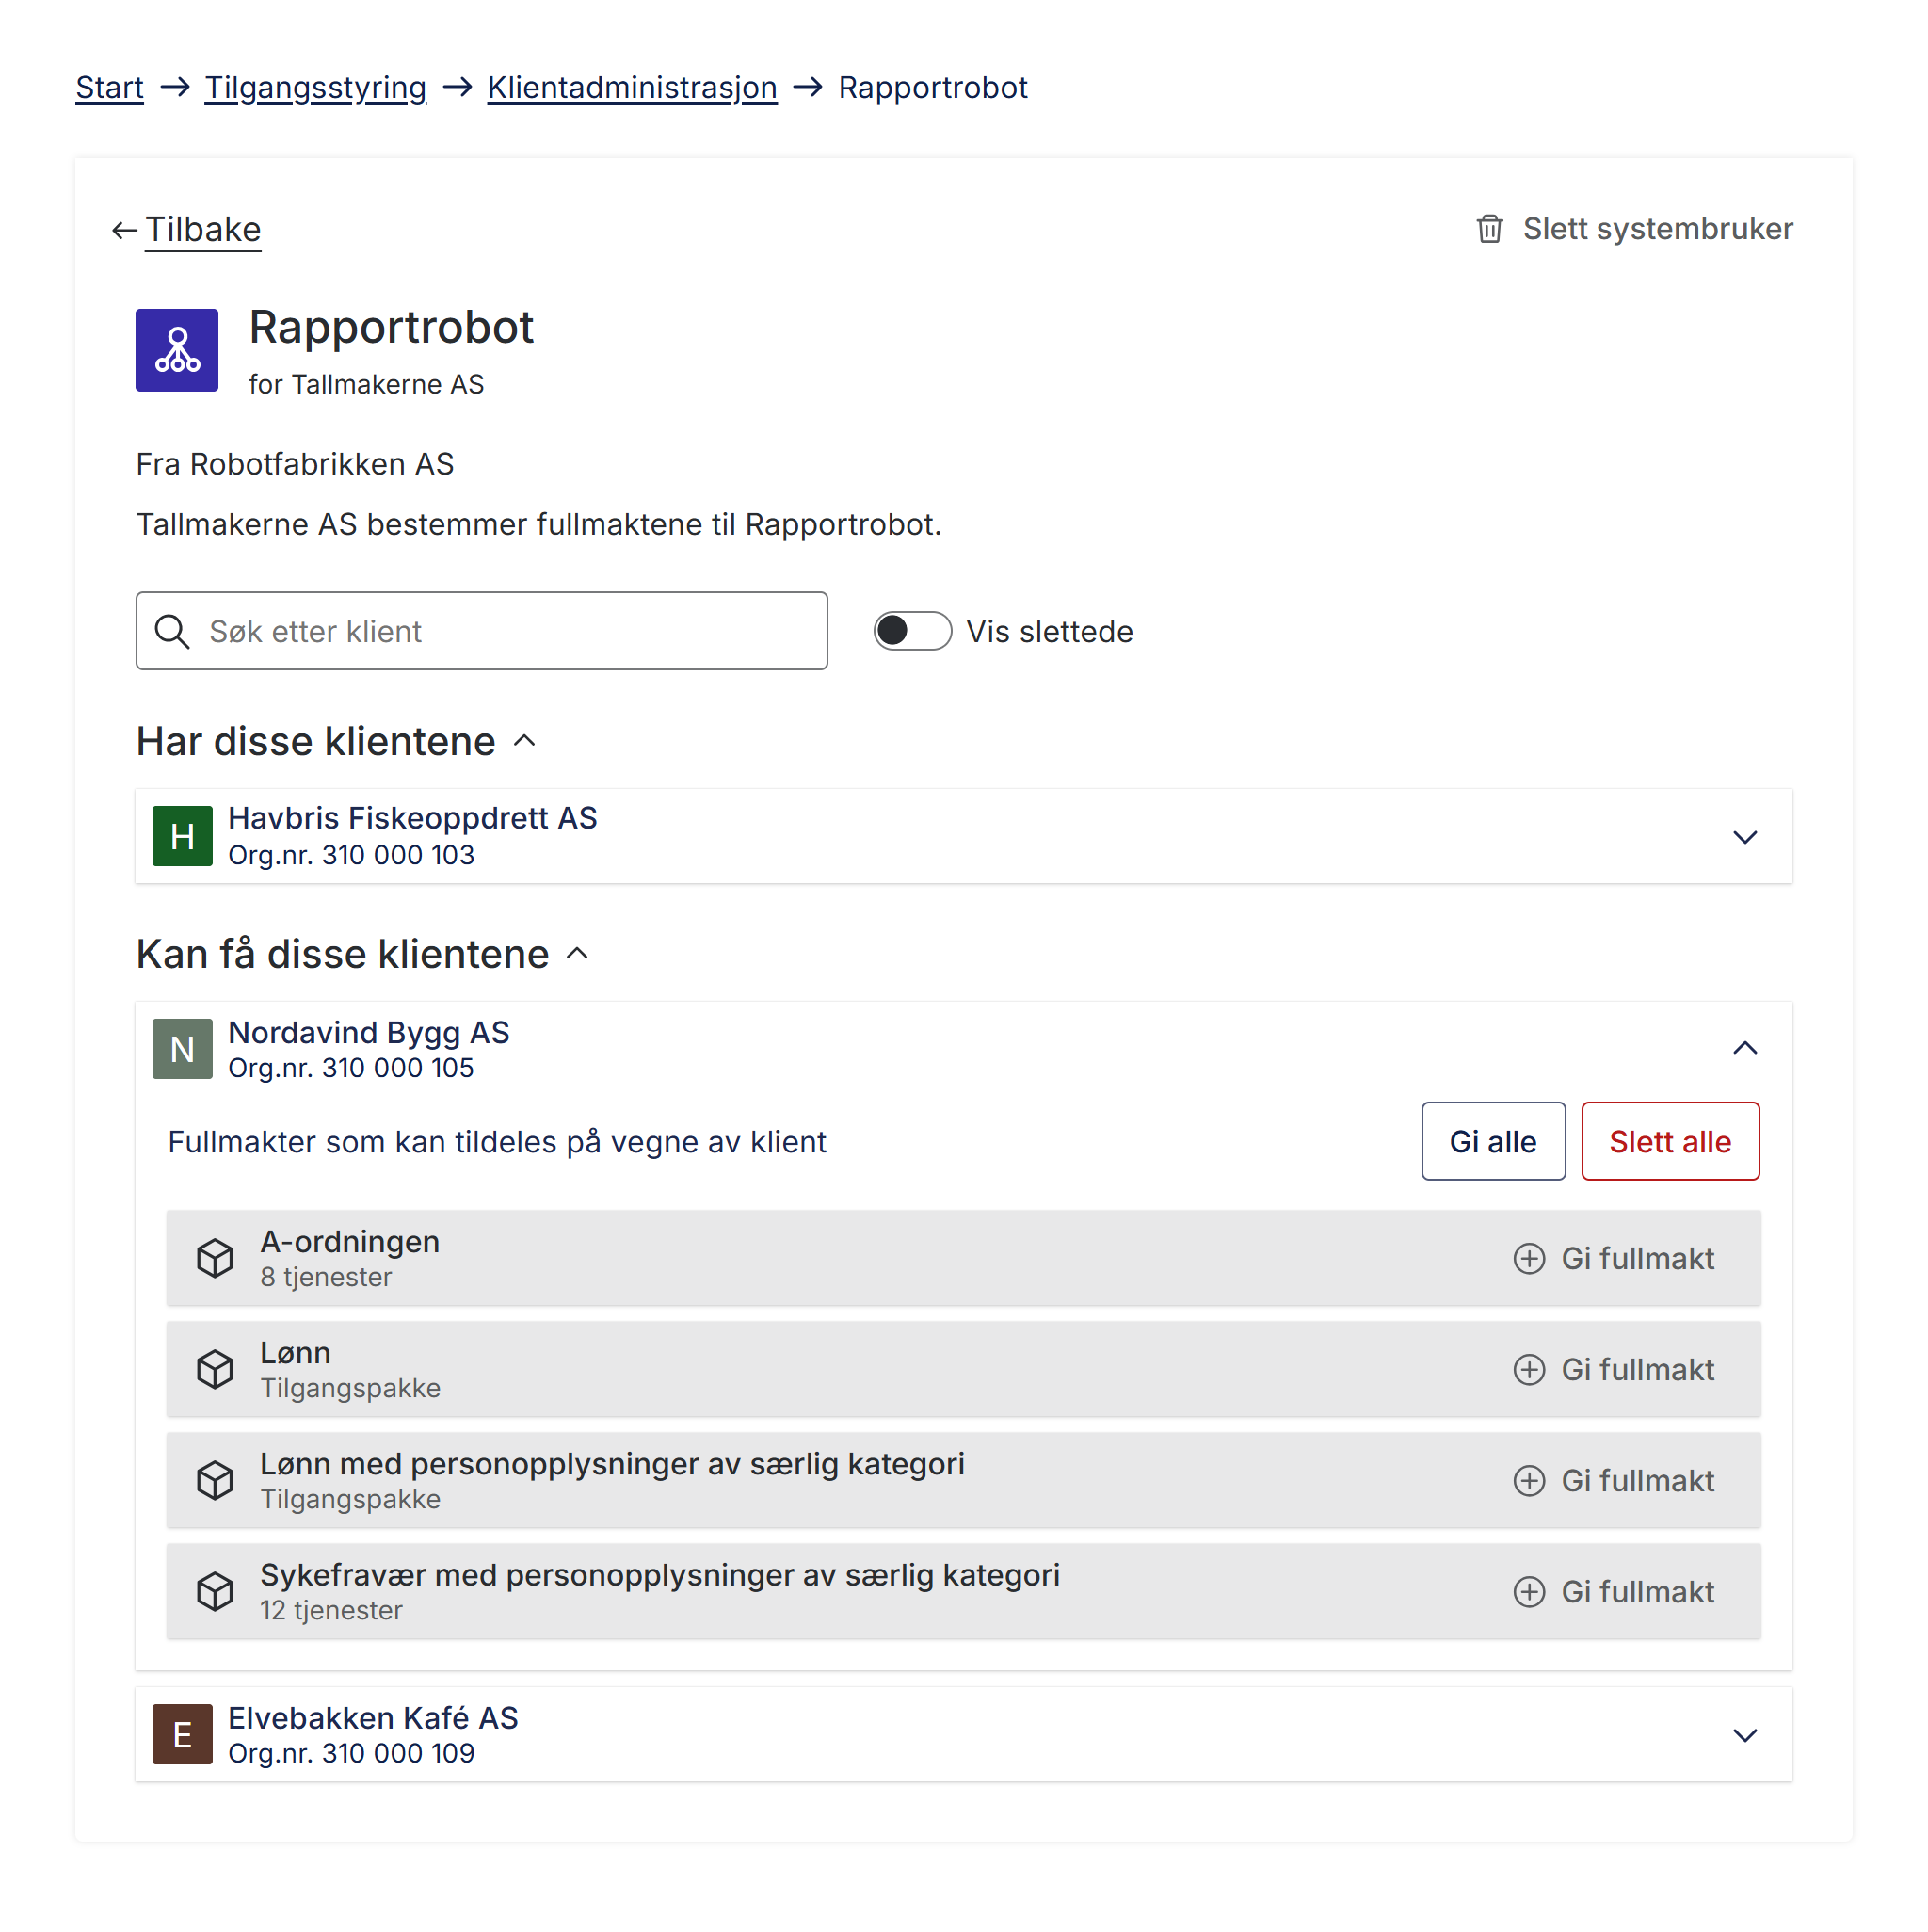 Start → Tilgangsstyring → Klientadministrasjon → Rapportrobot
← Tilbake
Slett systembruker
Rapportrobot
for Tallmakerne AS
Fra Robotfabrikken AS
Tallmakerne AS bestemmer fullmaktene til Rapportrobot.
Søk etter klient
Vis slettede
Har disse klientene
H
Havbris Fiskeoppdrett AS
Org.nr. 310 000 103
Kan få disse klientene
N
Nordavind Bygg AS
Org.nr. 310 000 105
Fullmakter som kan tildeles på vegne av klient
Gi alle
Slett alle
A-ordningen
8 tjenester
Gi fullmakt
Lønn
Tilgangspakke
Gi fullmakt
Lønn med personopplysninger av særlig kategori
Tilgangspakke
Gi fullmakt
Sykefravær med personopplysninger av særlig kategori
12 tjenester
Gi fullmakt
E
Elvebakken Kafé AS
Org.nr. 310 000 109